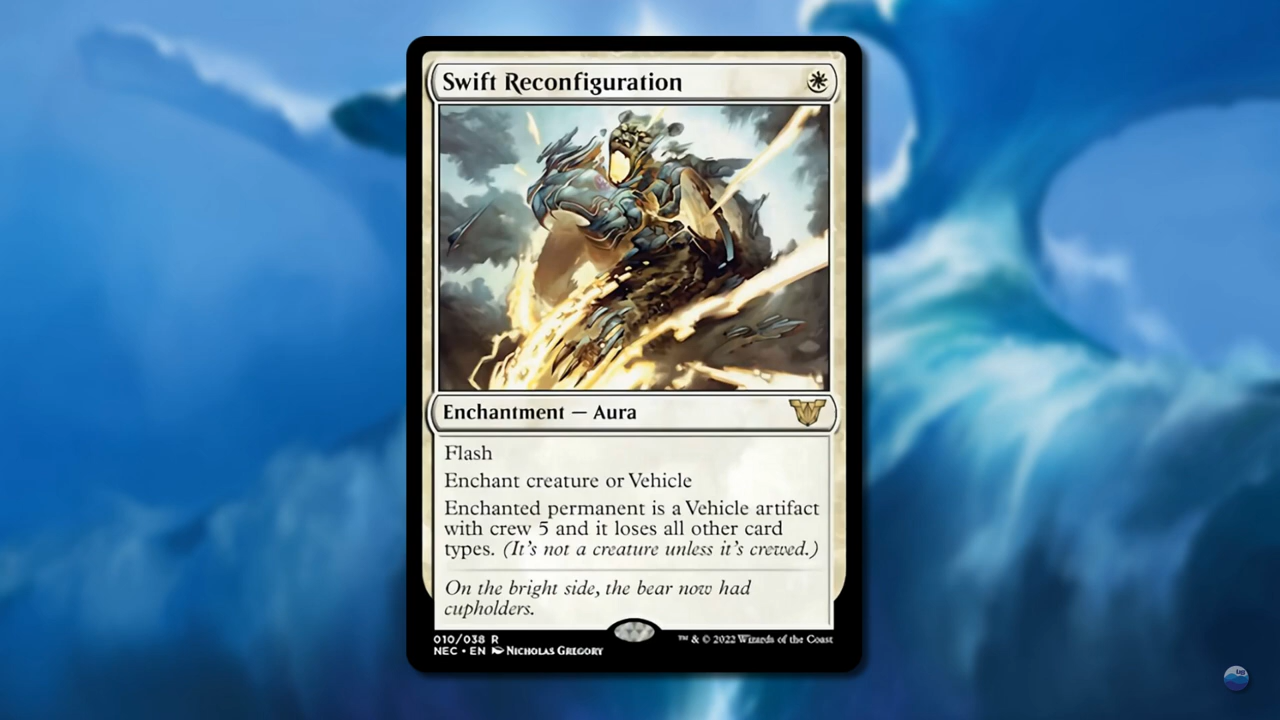 Swift Reconfiguration
Enchantment — Aura
Flash
Enchant creature or Vehicle
Enchanted permanent is a Vehicle artifact
with crew 5 and it loses all other card
types. (It's not a creature unless it's crewed.)
On the bright side, the bear now had
cupholders.
010/038 R
™ & © 2022 Wizards of the Coast
NEC • EN Nicholas Gregory